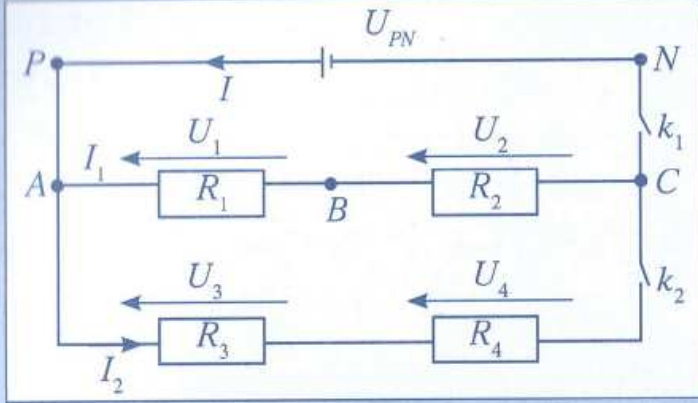 U_PN
P N
I
k_1
U_1 U_2
I_1
A R_1 B R_2 C
U_3 U_4
k_2
R_3 R_4
I_2